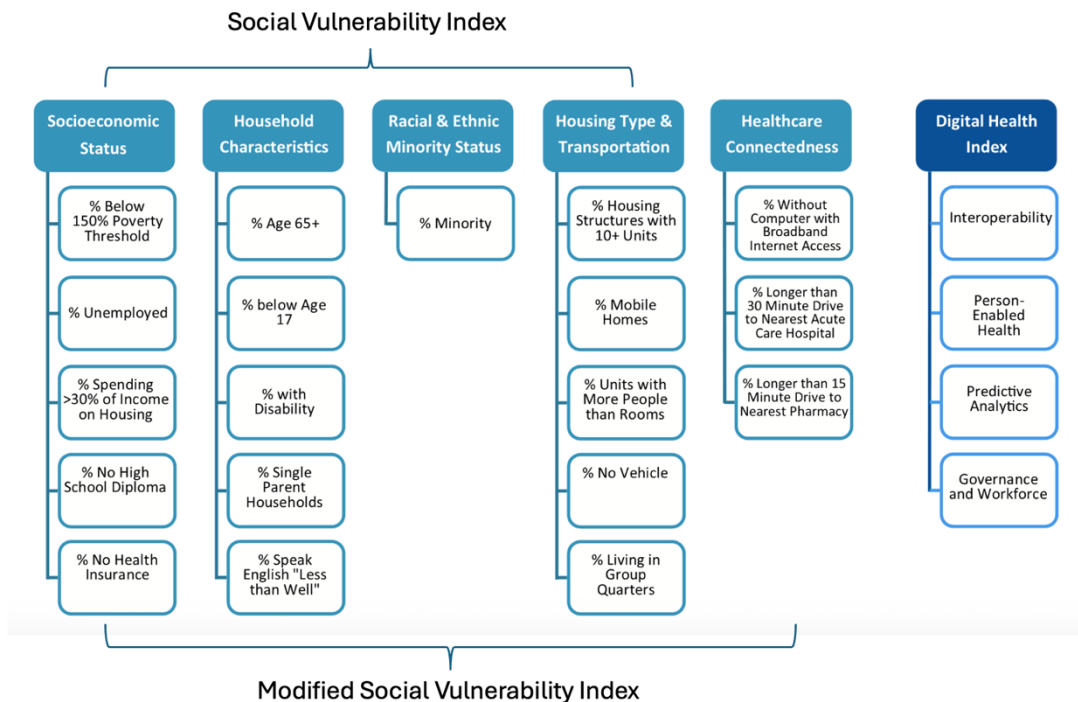 Social Vulnerability Index
Socioeconomic
Status
% Below
150% Poverty
Threshold
% Unemployed
% Spending
>30% of Income
on Housing
% No High
School Diploma
% No Health
Insurance
Household
Characteristics
% Age 65+
% below Age
17
% with
Disability
% Single
Parent
Households
% Speak
English "Less
than Well"
Racial & Ethnic
Minority Status
% Minority
Housing Type &
Transportation
% Housing
Structures with
10+ Units
% Mobile
Homes
% Units with
More People
than Rooms
% No Vehicle
% Living in
Group
Quarters
Healthcare
Connectedness
% Without
Computer with
Broadband
Internet Access
% Longer than
30 Minute Drive
to Nearest Acute
Care Hospital
% Longer than 15
Minute Drive to
Nearest Pharmacy
Digital Health
Index
Interoperability
Person-
Enabled
Health
Predictive
Analytics
Governance
and Workforce
Modified Social Vulnerability Index